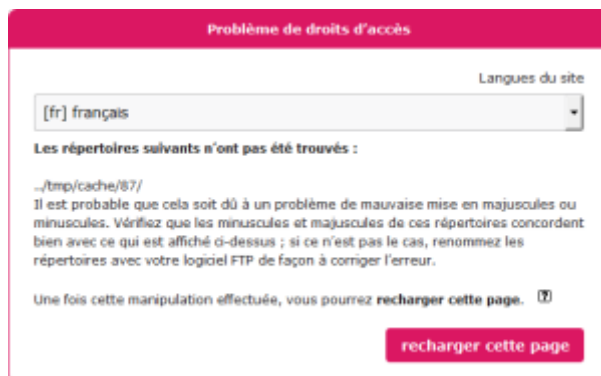 Problème de droits d'accès
Langues du site
[fr] français
Les répertoires suivants n'ont pas été trouvés :
../tmp/cache/87/
Il est probable que cela soit dû à un problème de mauvaise mise en majuscules ou
minuscules. Vérifiez que les minuscules et majuscules de ces répertoires concordent
bien avec ce qui est affiché ci-dessus ; si ce n'est pas le cas, renommez les
répertoires avec votre logiciel FTP de façon à corriger l'erreur.
Une fois cette manipulation effectuée, vous pourrez recharger cette page. ?
recharger cette page